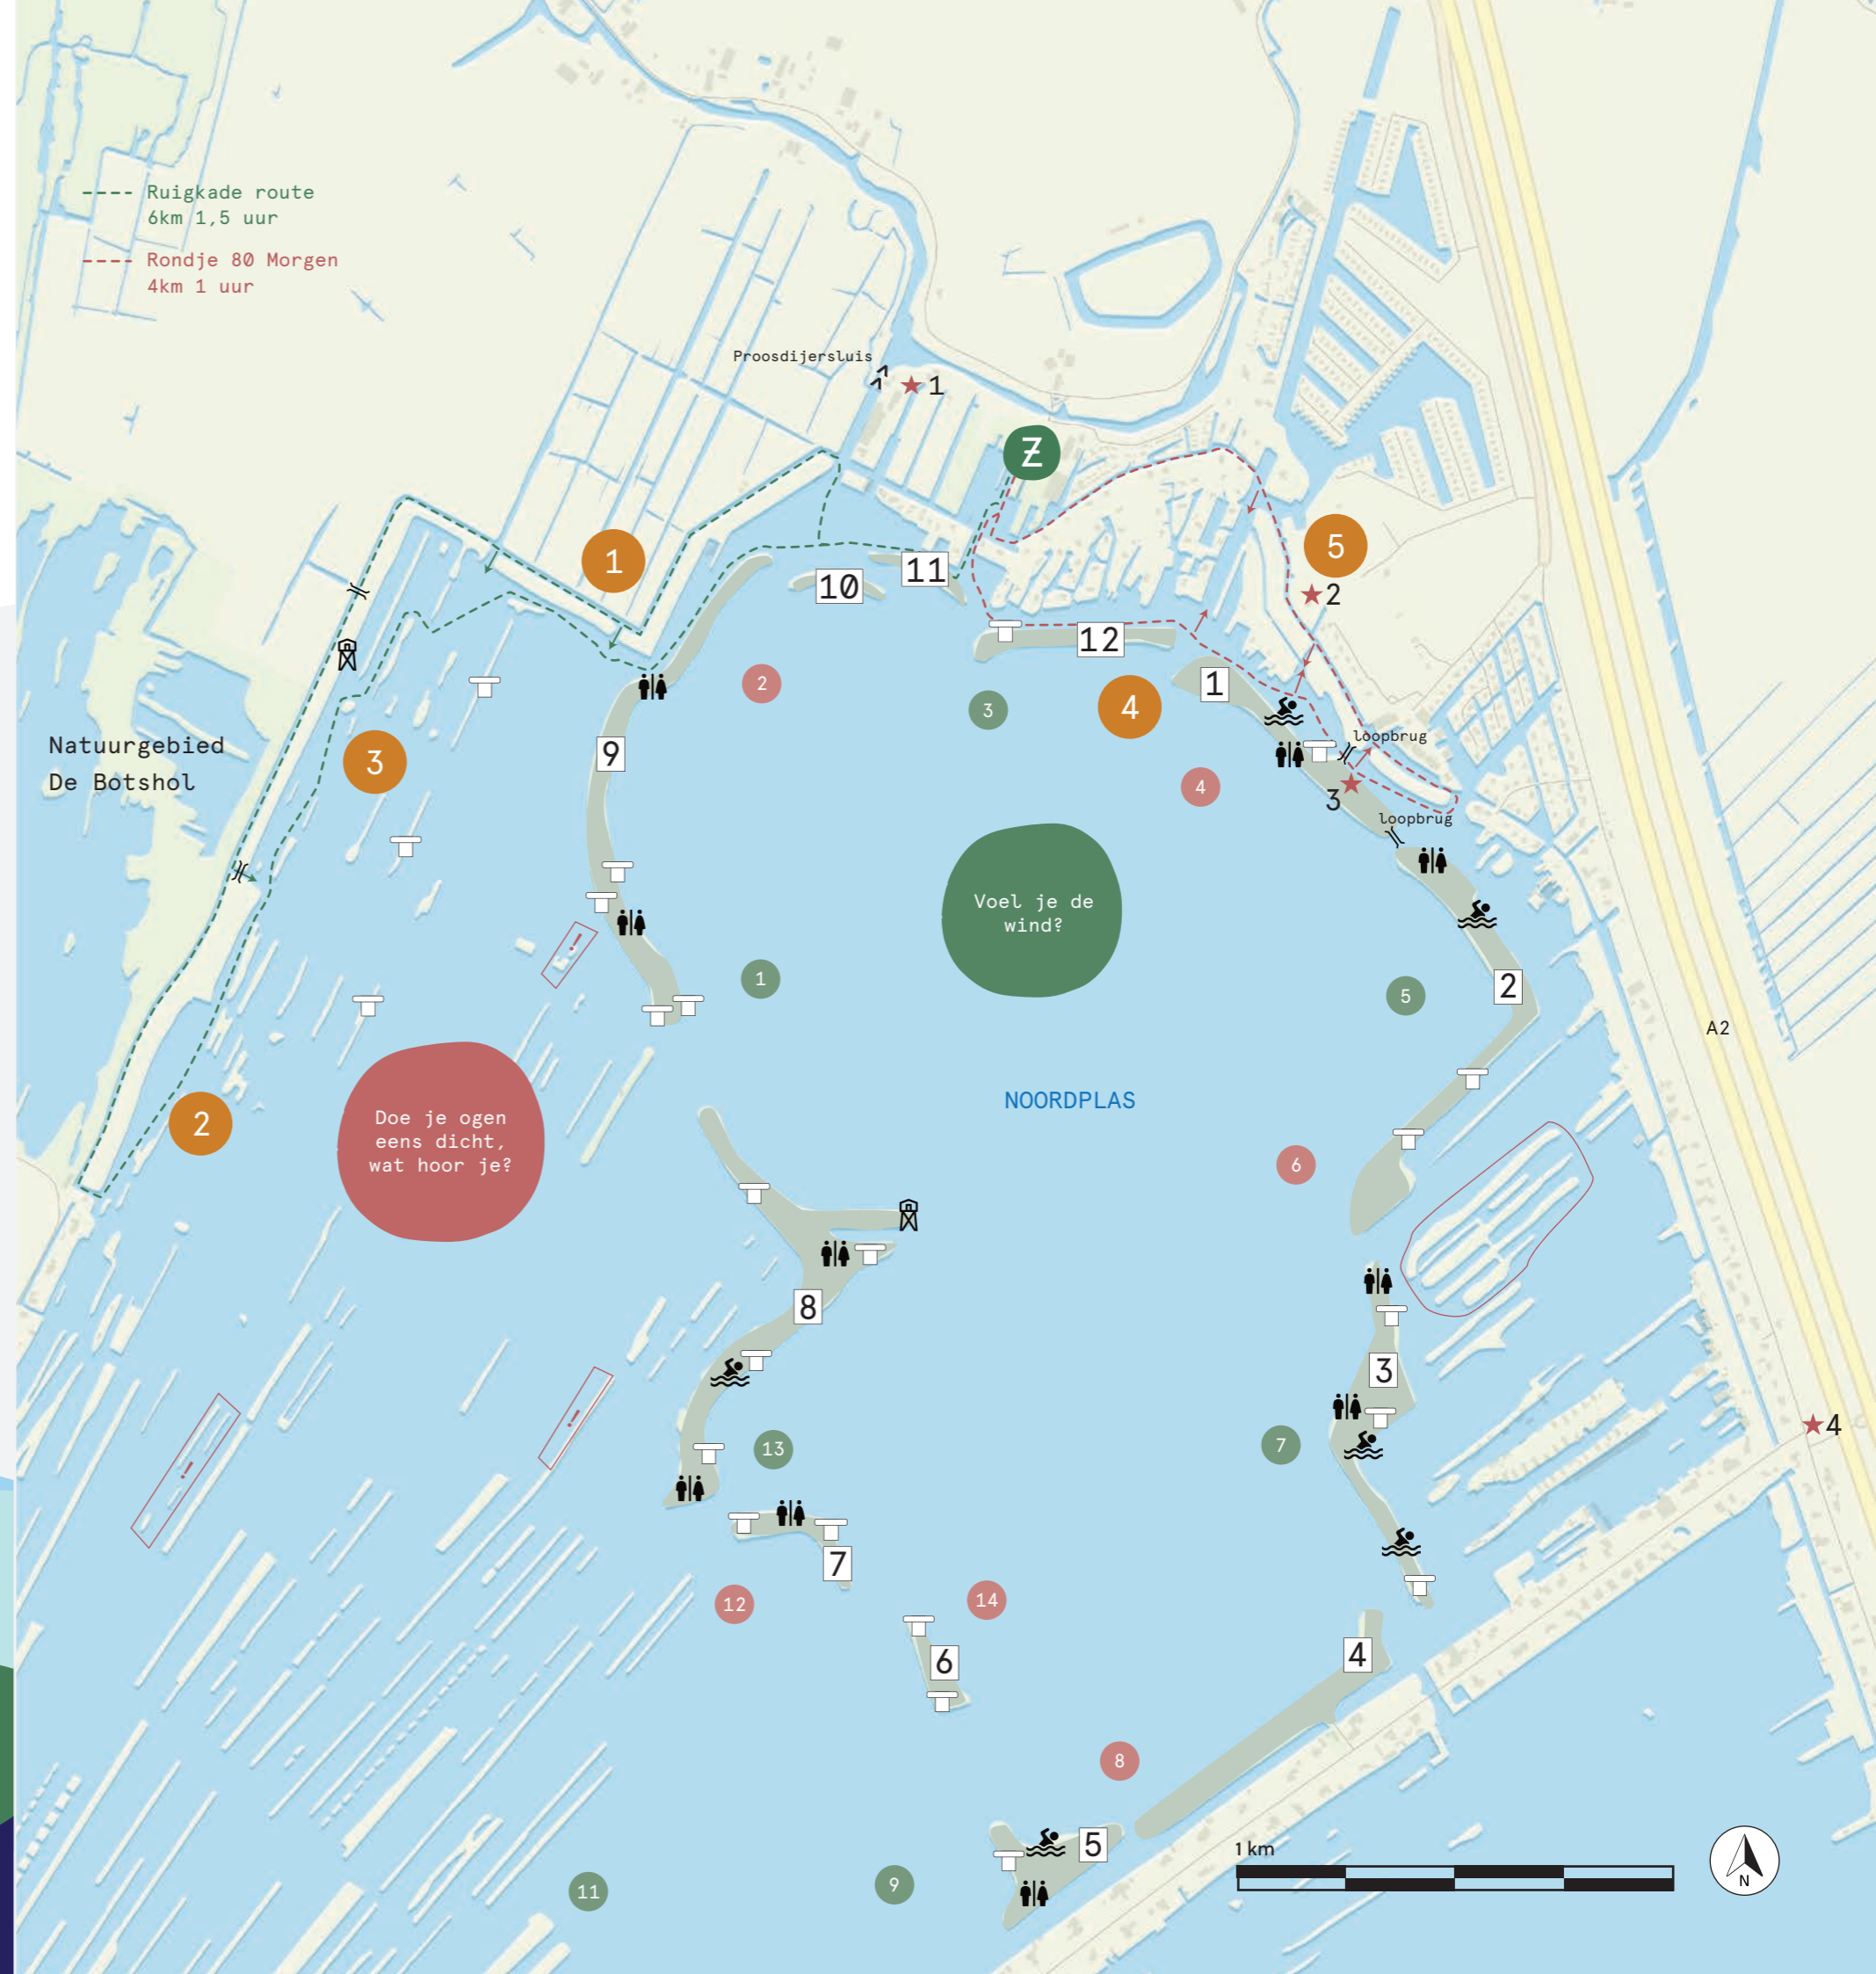 Ruigkade route
6km 1,5 uur
Rondje 80 Morgen
4km 1 uur
Proosdijersluis
1
Z
1
5
2
11
10
12
1
2
3
4
loopbrug
Natuurgebied
De Botshol
3
9
4
3
loopbrug
Voel je de
wind?
!
1
5
2
A2
NOORDPLAS
2
Doe je ogen
eens dicht,
wat hoor je?
6
8
3
!
!
13
7
4
7
12
14
6
4
8
5
1 km
11
9
N